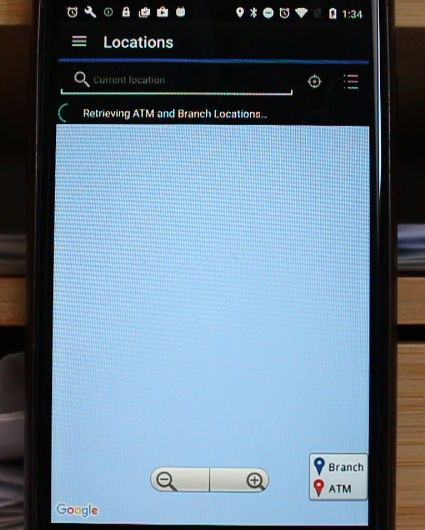 1:34
Locations
Current location
Retrieving ATM and Branch Locations...
Branch
ATM
Google